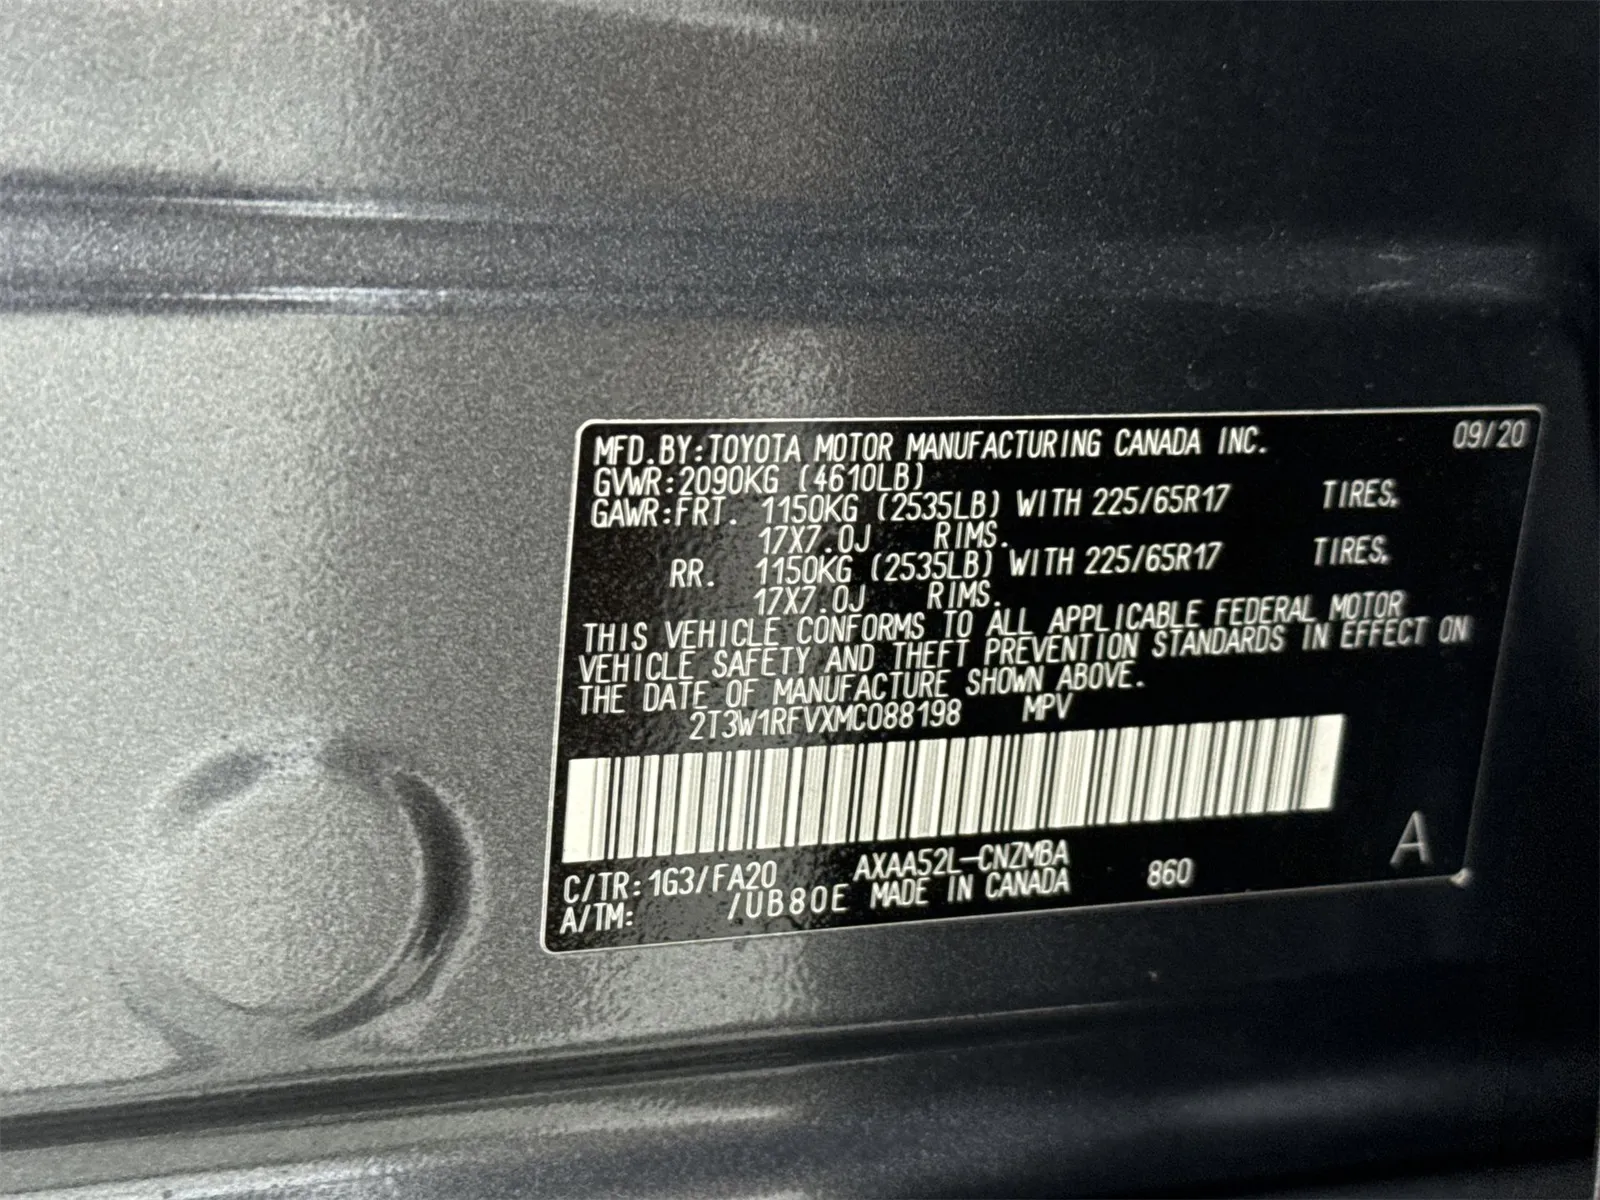 MFD.BY:TOYOTA MOTOR MANUFACTURING CANADA INC. 09/20
GVWR:2090KG (4610LB)
GAWR:FRT. 1150KG (2535LB) WITH 225/65R17 TIRES,
17X7.0J RIMS.
RR. 1150KG (2535LB) WITH 225/65R17 TIRES,
17X7.0J RIMS.
THIS VEHICLE CONFORMS TO ALL APPLICABLE FEDERAL MOTOR
VEHICLE SAFETY AND THEFT PREVENTION STANDARDS IN EFFECT ON
THE DATE OF MANUFACTURE SHOWN ABOVE.
2T3W1RFVXMC088198 MPV
C/TR:1G3/FA20 AXAA52L-CNZMBA
A/TM: /UB80E MADE IN CANADA 860 A